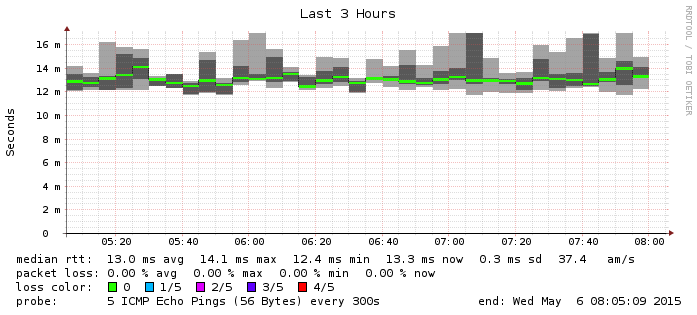 Last 3 Hours
RRDTOOL / TOBI OETIKER
Seconds
16 m
14 m
12 m
10 m
8 m
6 m
4 m
2 m
0
05:20 05:40 06:00 06:20 06:40 07:00 07:20 07:40 08:00
median rtt: 13.0 ms avg 14.1 ms max 12.4 ms min 13.3 ms now 0.3 ms sd 37.4 am/s
packet loss: 0.00 % avg 0.00 % max 0.00 % min 0.00 % now
loss color: 0 1/5 2/5 3/5 4/5
probe: 5 ICMP Echo Pings (56 Bytes) every 300s end: Wed May 6 08:05:09 2015